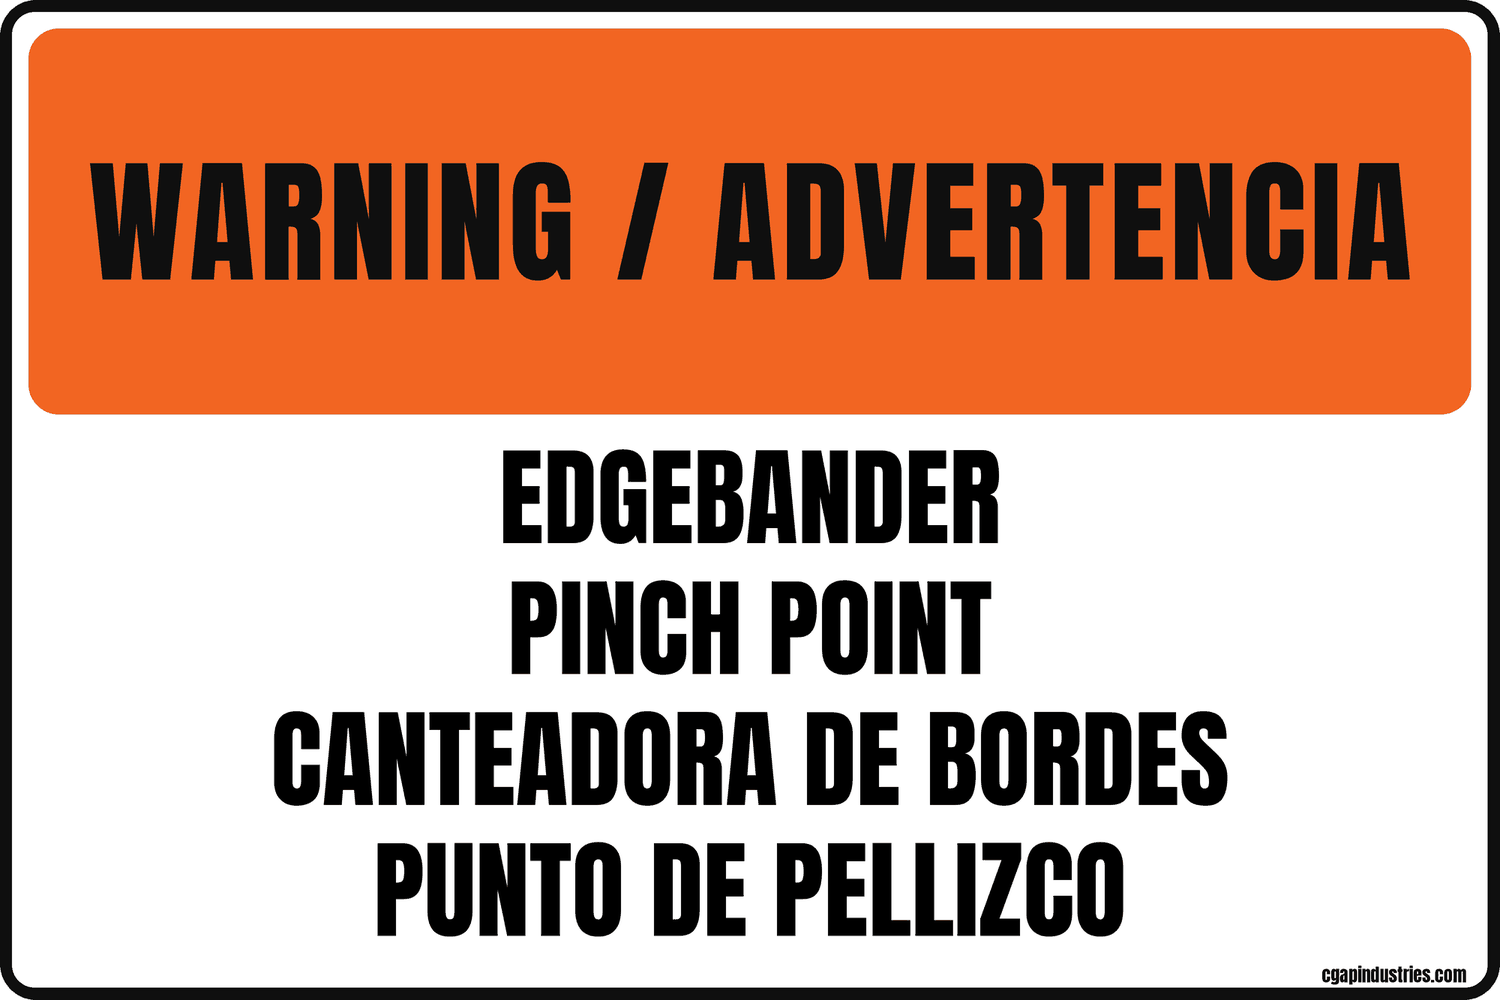 WARNING / ADVERTENCIA
EDGEBANDER
PINCH POINT
CANTEADORA DE BORDES
PUNTO DE PELLIZCO
cgapindustries.com